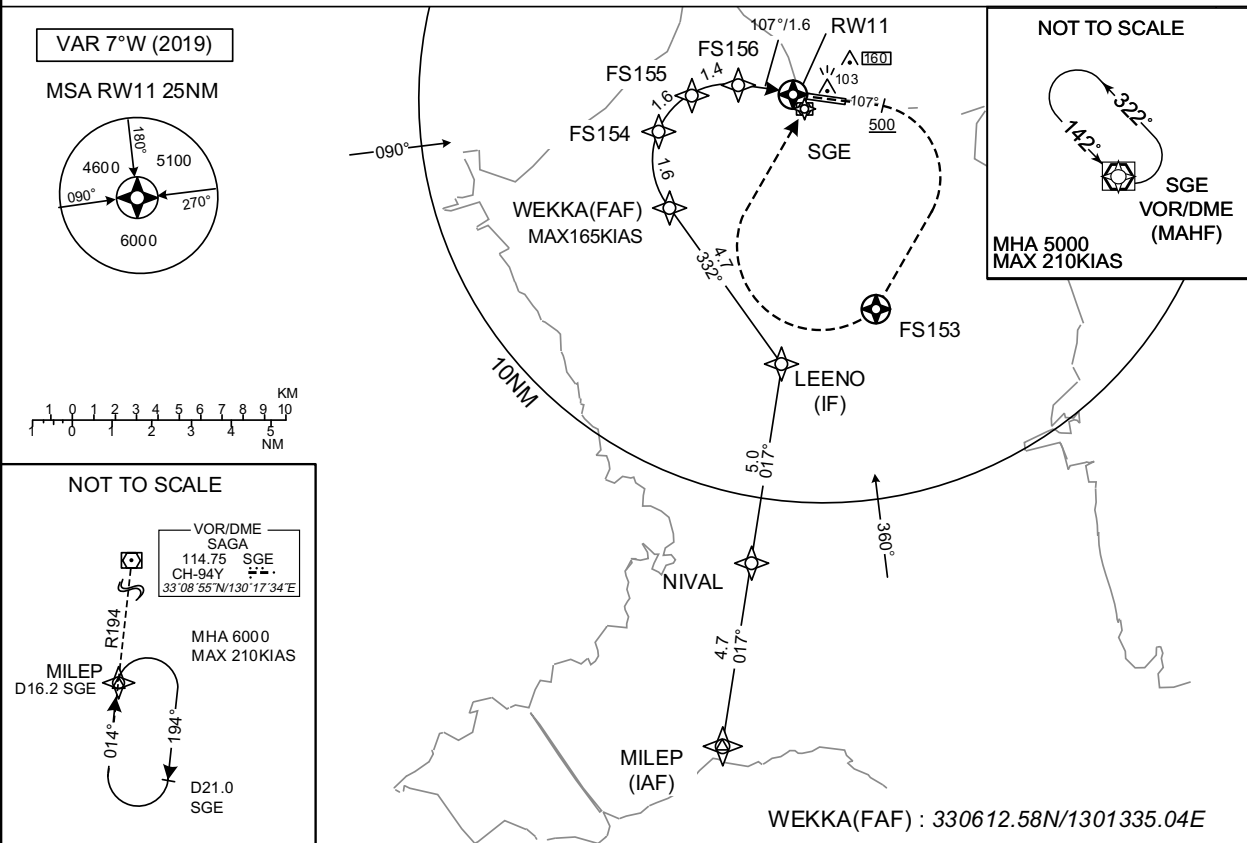 VAR 7°W (2019)
MSA RW11 25NM
180°
4600
5100
090°
270°
6000
KM
1 0 1 2 3 4 5 6 7 8 9 10
1 0 1 2 3 4 5
NM
NOT TO SCALE
VOR/DME
SAGA
114.75 SGE
CH-94Y
33°08´55˝N/130°17´34˝E
R194
MHA 6000
MAX 210KIAS
MILEP
D16.2 SGE
014°
194°
D21.0
SGE
107°/1.6
RW11
FS156
160
103
FS155
1.4
107°
500
1.6
FS154
SGE
090°
1.6
WEKKA(FAF)
MAX165KIAS
4.7
332°
FS153
LEENO
(IF)
10NM
5.0
017°
360°
NIVAL
4.7
017°
MILEP
(IAF)
WEKKA(FAF) : 330612.58N/1301335.04E
NOT TO SCALE
322°
142°
SGE
VOR/DME
(MAHF)
MHA 5000
MAX 210KIAS